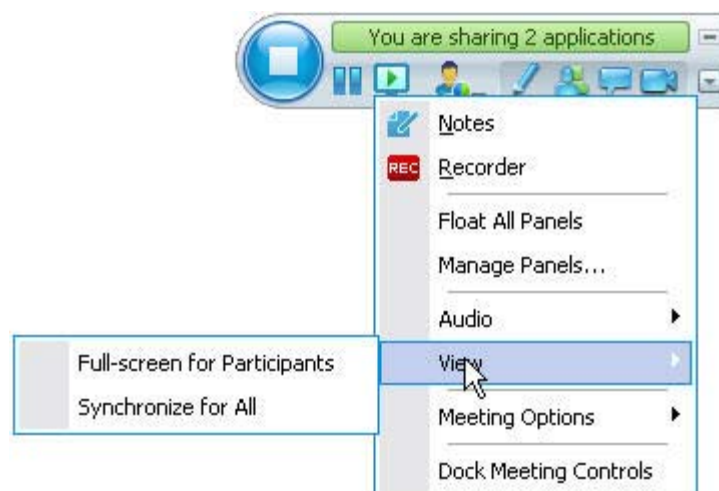 You are sharing 2 applications
Notes
REC Recorder
Float All Panels
Manage Panels...
Audio
View
Full-screen for Participants
Synchronize for All
Meeting Options
Dock Meeting Controls